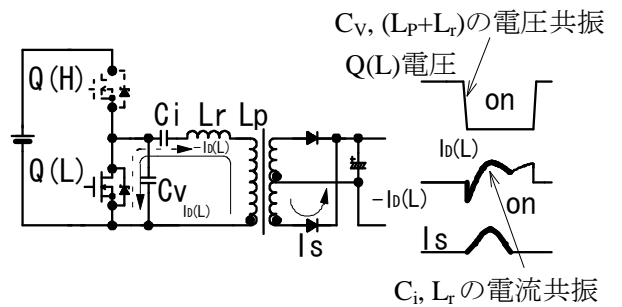 C_V, (L_P+L_r)の電圧共振
Q(L)電圧
Q(H)
Ci Lr Lp
on
-I_D(L)
I_D(L)
Q(L)
Cv
I_D(L)
-I_D(L)
on
Is
Is
C_i, L_rの電流共振